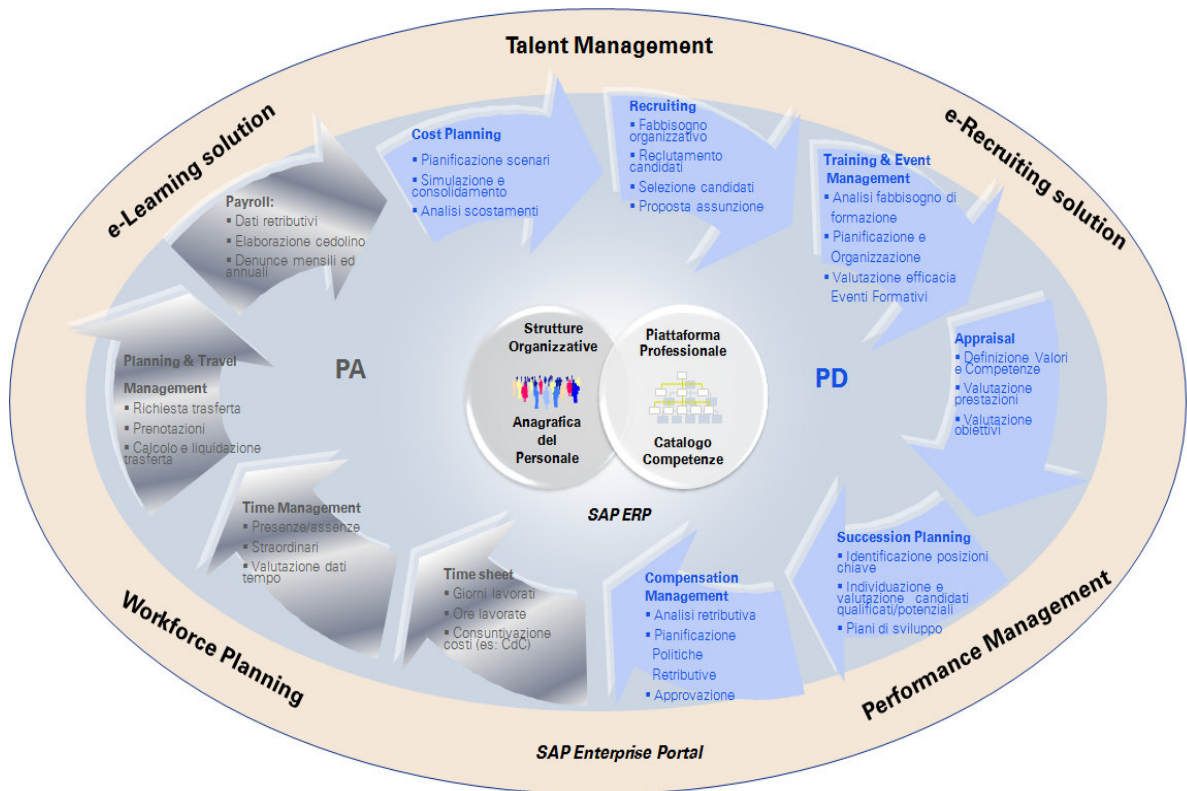 Talent Management
e-Learning solution
e-Recruiting solution
Cost Planning
▪ Pianificazione scenari
▪ Simulazione e
consolidamento
▪ Analisi scostamenti
Recruiting
▪ Fabbisogno
organizzativo
▪ Reclutamento
candidati
▪ Selezione candidati
▪ Proposta assunzione
Training & Event
Management
▪ Analisi fabbisogno di
formazione
▪ Pianificazione e
Organizzazione
▪ Valutazione efficacia
Eventi Formativi
Appraisal
▪ Definizione Valori
e Competenze
▪ Valutazione
prestazioni
▪ Valutazione
obiettivi
Succession Planning
▪ Identificazione posizioni
chiave
▪ Individuazione e
valutazione candidati
qualificati/potenziali
▪ Piani di sviluppo
Compensation
Management
▪ Analisi retributiva
▪ Pianificazione
Politiche
Retributive
▪ Approvazione
Time sheet
▪ Giorni lavorati
▪ Ore lavorate
▪ Consuntivazione
costi (es: CdC)
Time Management
▪ Presenze/assenze
▪ Straordinari
▪ Valutazione dati
tempo
Planning & Travel
Management
▪ Richiesta trasferta
▪ Prenotazioni
▪ Calcolo e liquidazione
trasferta
Payroll:
▪ Dati retributivi
▪ Elaborazione cedolino
▪ Denunce mensili ed
annuali
PA
Strutture
Organizzative
Anagrafica
del
Personale
Piattaforma
Professionale
Catalogo
Competenze
PD
SAP ERP
Workforce Planning
Performance Management
SAP Enterprise Portal